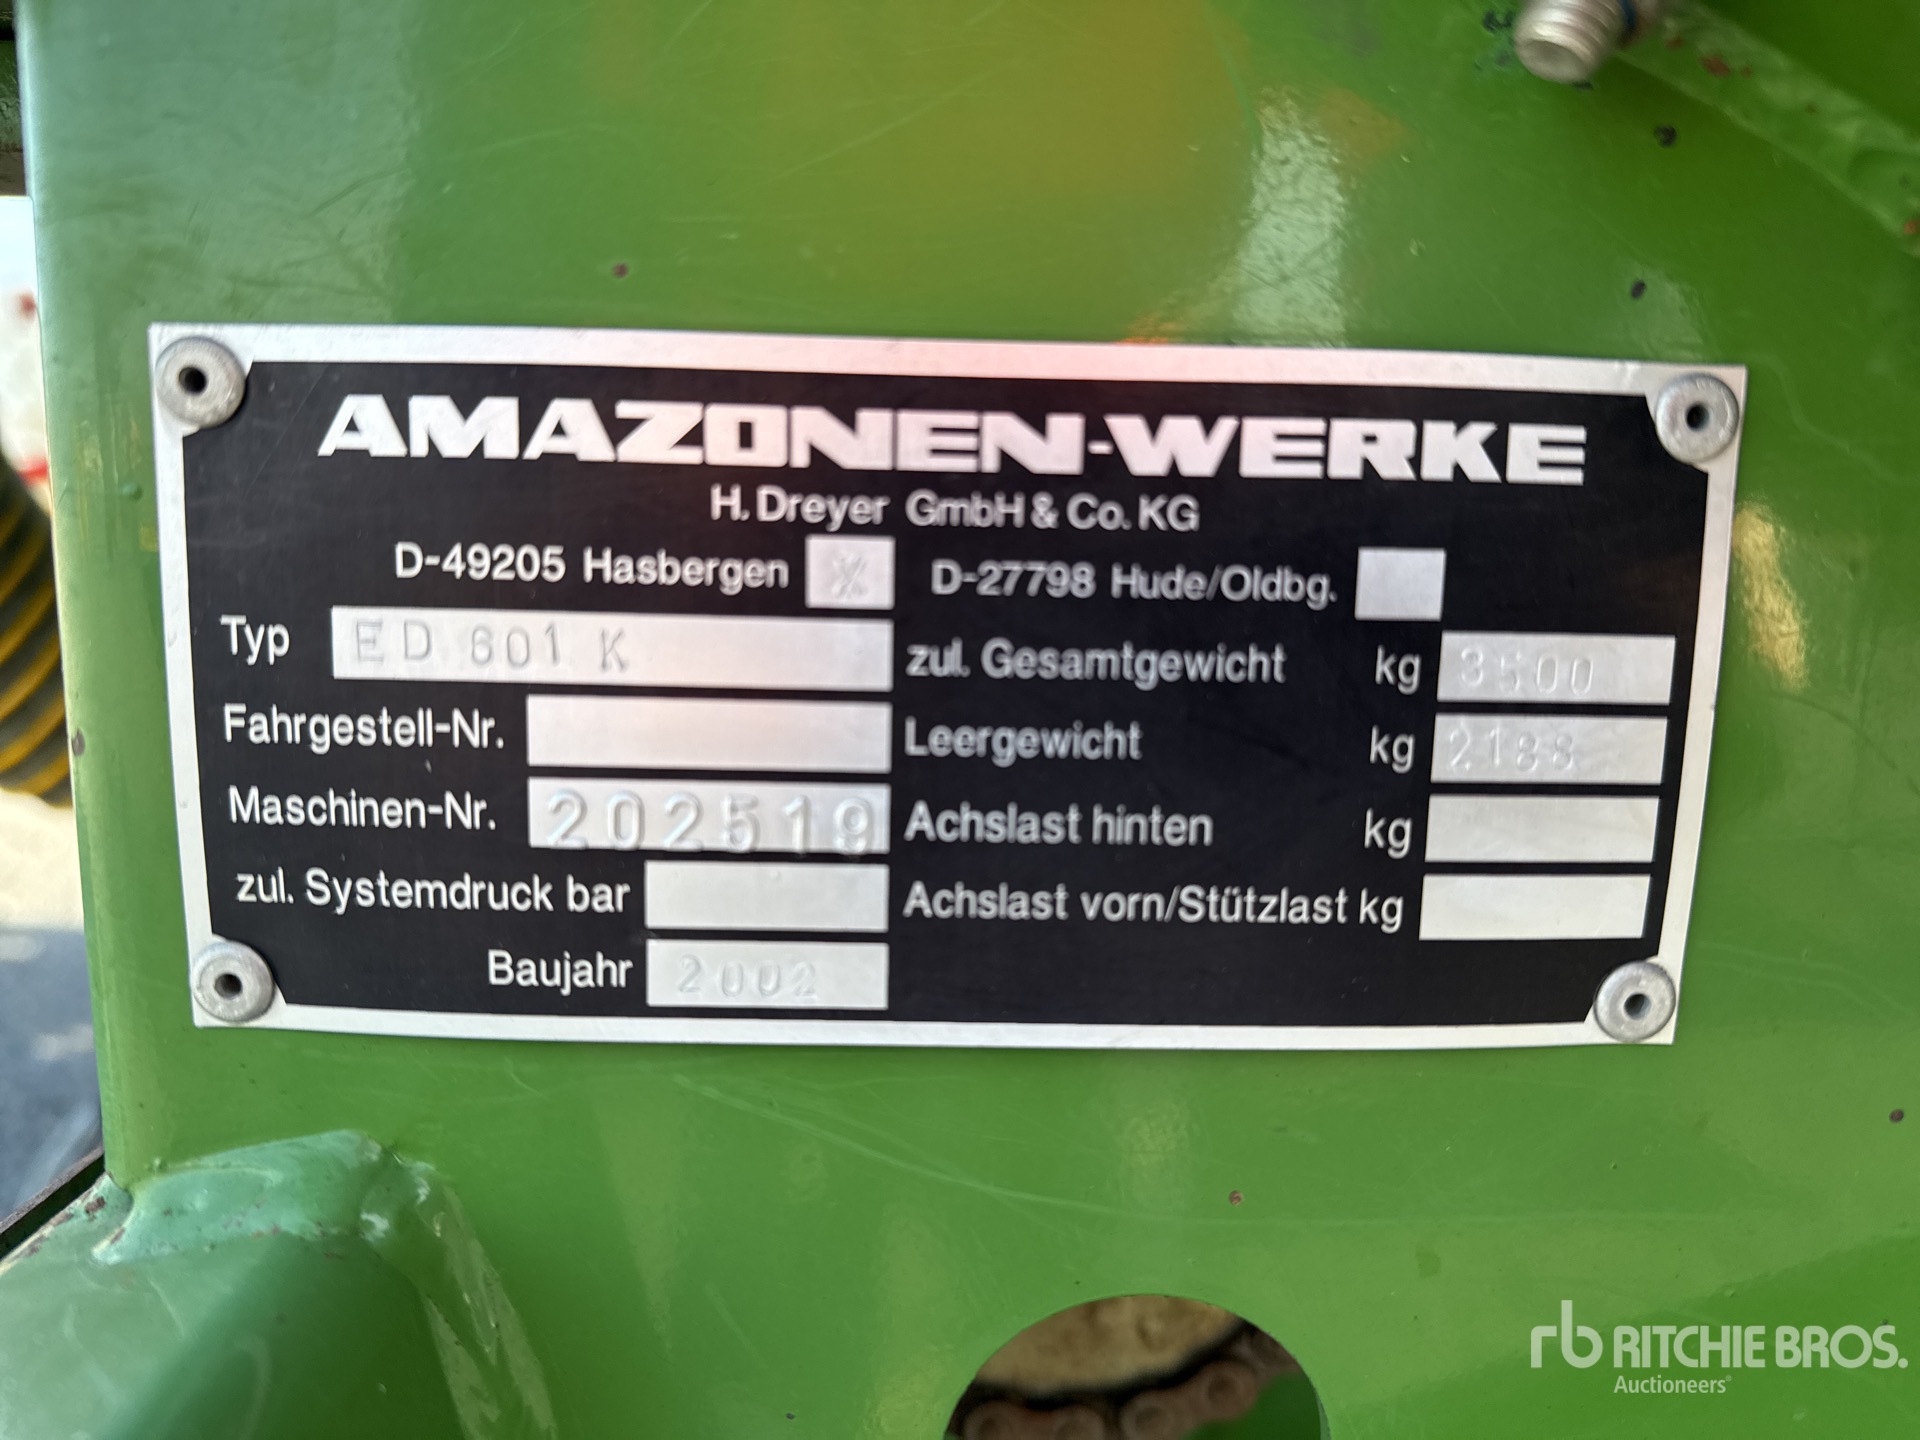 AMAZONEN-WERKE
H. Dreyer GmbH & Co. KG
D-49205 Hasbergen X D-27798 Hude/Oldbg.
Typ ED 601 K zul. Gesamtgewicht kg 3500
Fahrgestell-Nr. Leergewicht kg 2188
Maschinen-Nr. 202519 Achslast hinten kg
zul. Systemdruck bar Achslast vorn/Stützlast kg
Baujahr 2002
rb RITCHIE BROS.
Auctioneers